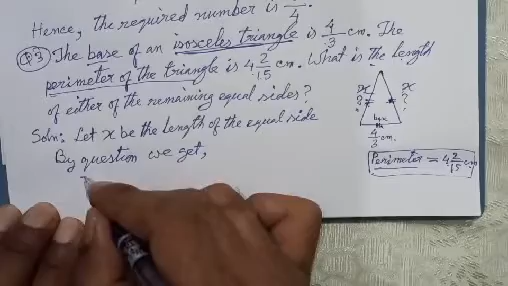 Hence, the required number is 1/4.
Q3 The base of an isosceles triangle is 4/3 cm. The
perimeter of the triangle is 4 2/15 cm. What is the length
of either of the remaining equal sides?
Soln: Let x be the length of the equal side
By question we get,
x x
? ?
4/3 cm.
Perimeter = 4 2/15 cm